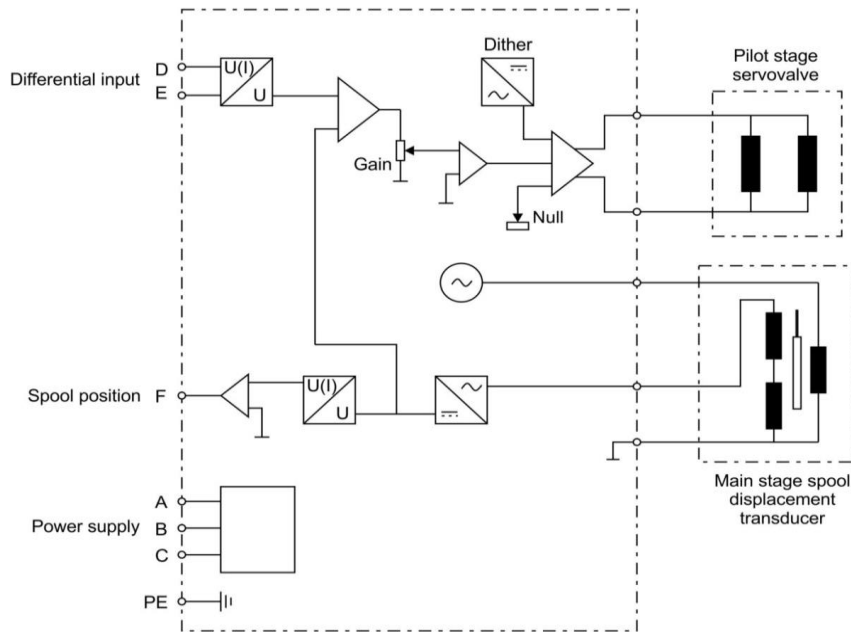 Dither
Pilot stage
servovalve
Differential input
D
E
U(I)
U
Gain
Null
Spool position
F
U(I)
U
Main stage spool
displacement
transducer
Power supply
A
B
C
PE